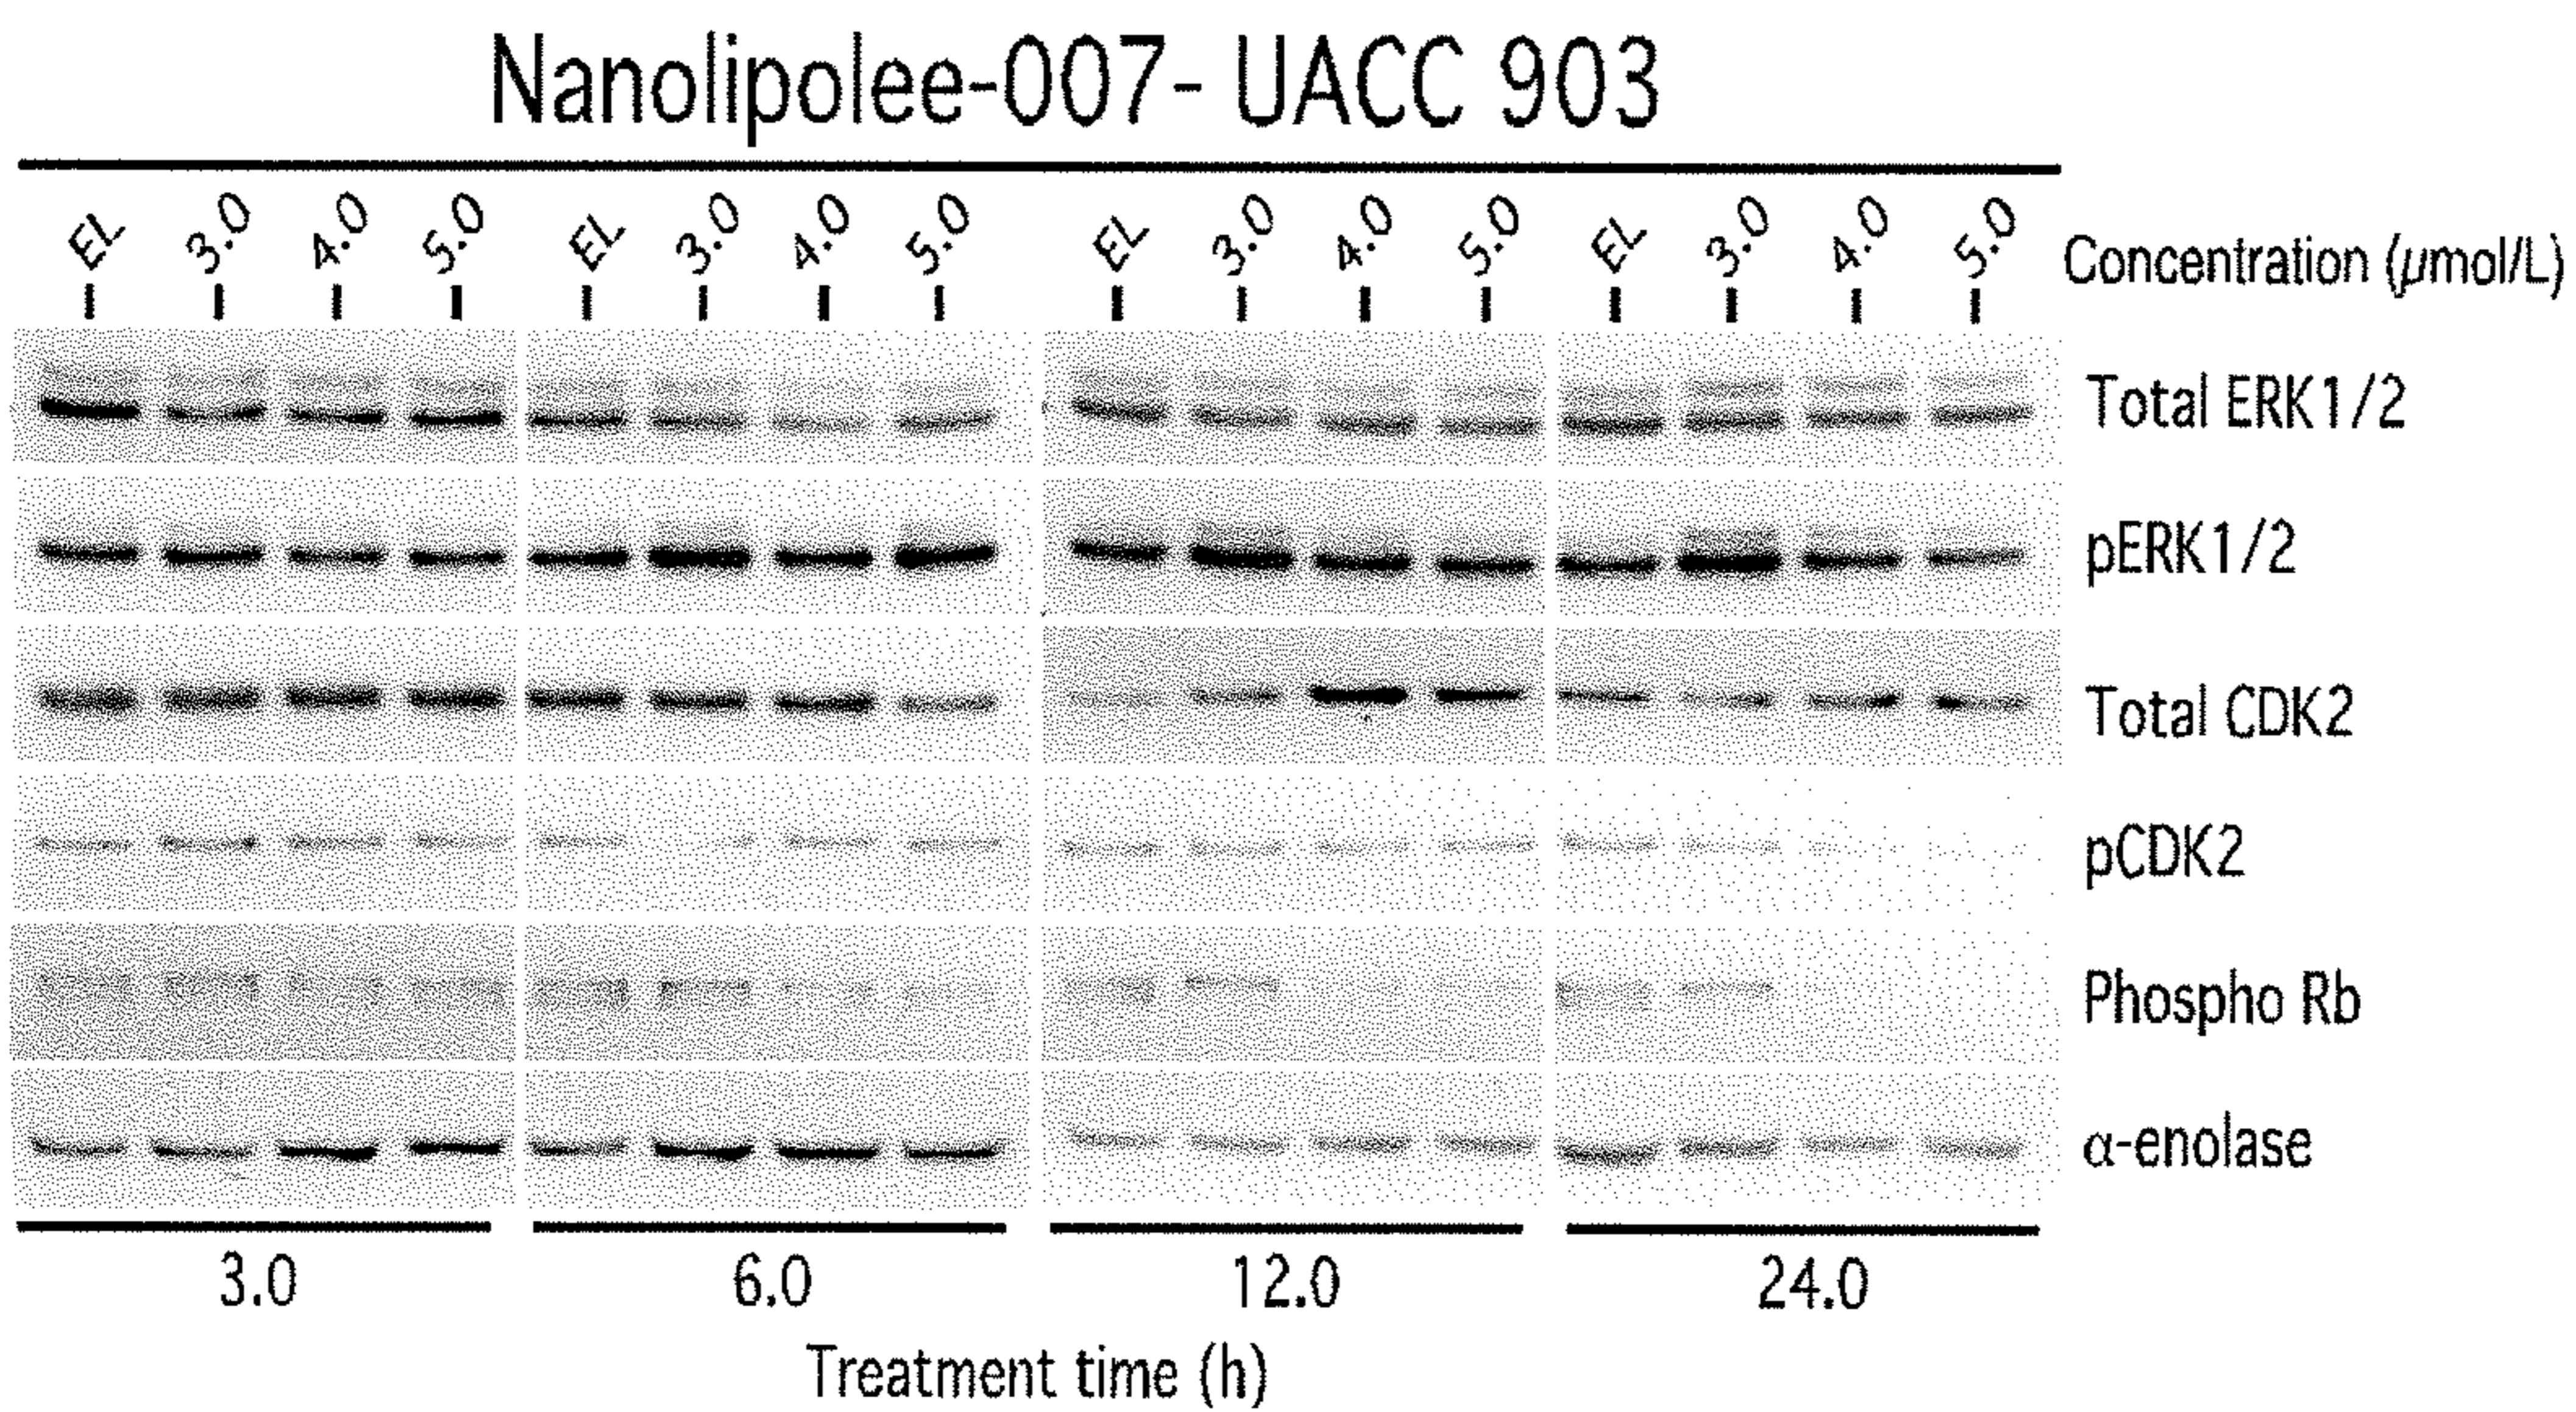 Nanolipolee-007- UACC 903
EL 3.0 4.0 5.0 EL 3.0 4.0 5.0 EL 3.0 4.0 5.0 EL 3.0 4.0 5.0 Concentration (µmol/L)
Total ERK1/2
pERK1/2
Total CDK2
pCDK2
Phospho Rb
α-enolase
3.0 6.0 12.0 24.0
Treatment time (h)